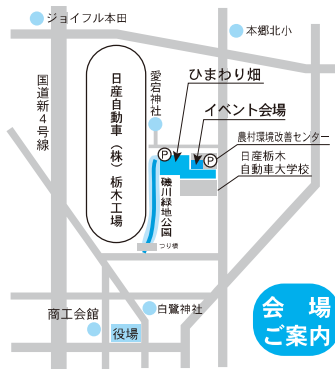 ジョイフル本田
本郷北小
国道新4号線
日産自動車(株)栃木工場
愛宕神社
ひまわり畑
イベント会場
農村環境改善センター
日産栃木
自動車大学校
P
P
磯川緑地公園
つり橋
商工会館
白鷺神社
役場
会場
ご案内